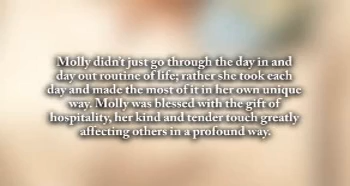 Molly didn't just go through the day in and
day out routine of life; rather she took each
day and made the most of it in her own unique
way. Molly was blessed with the gift of
hospitality, her kind and tender touch greatly
affecting others in a profound way.